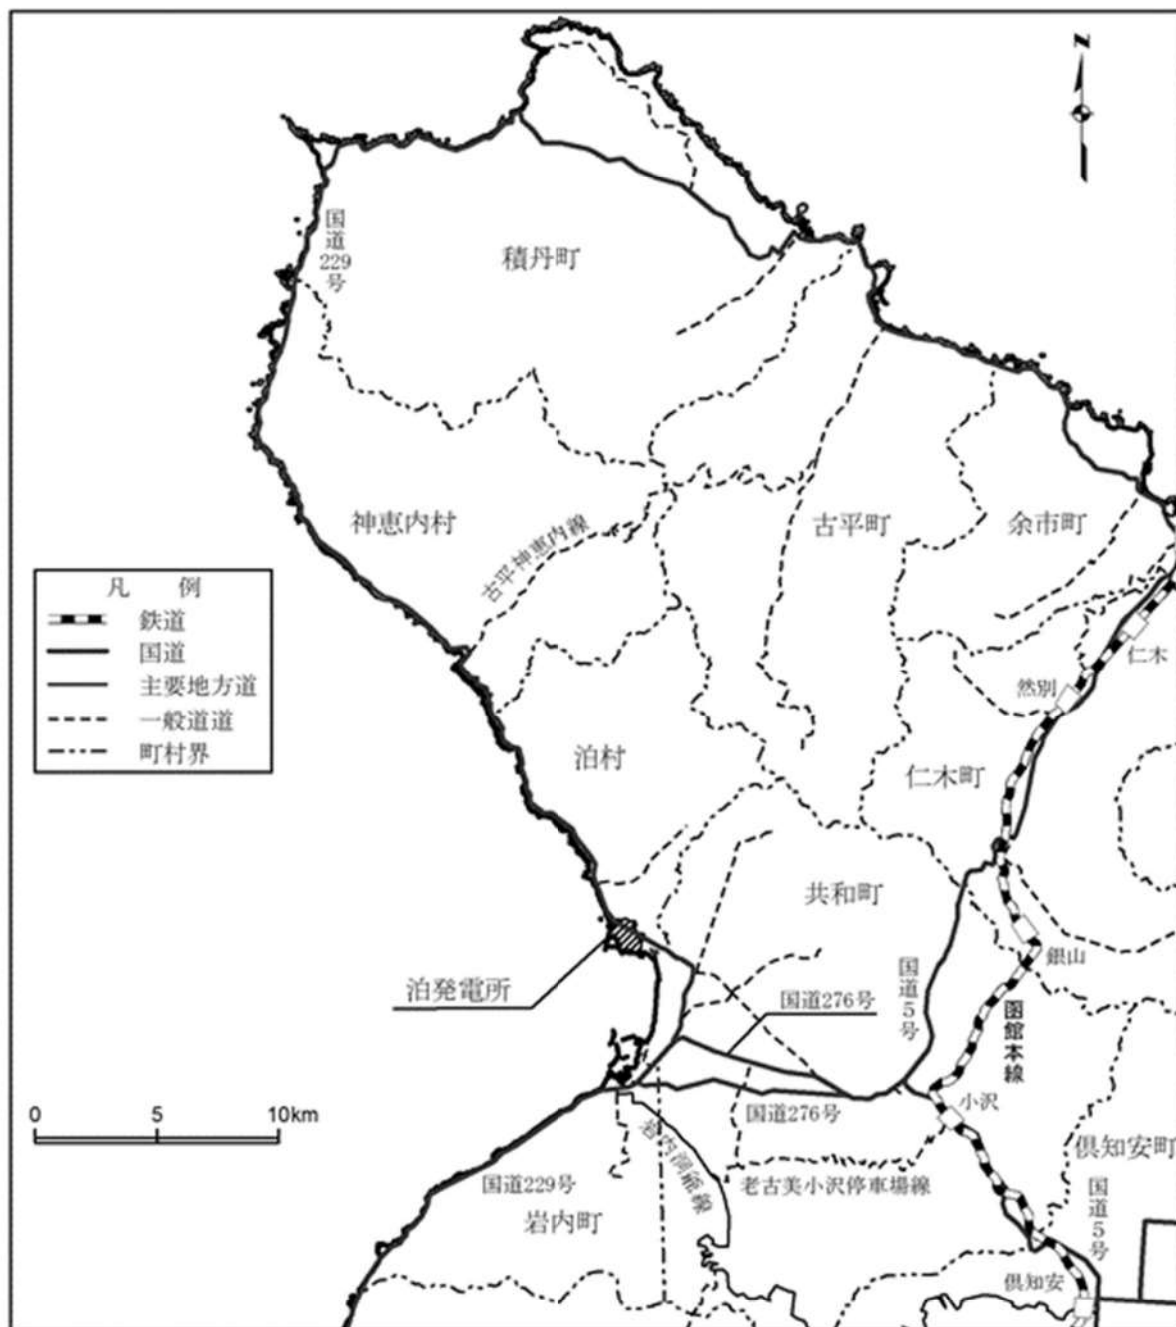 N
国道229号
積丹町
神恵内村
古平神恵内線
古平町
余市町
凡 例
鉄道
国道
主要地方道
一般道道
町村界
仁木
然別
泊村
仁木町
共和町
泊発電所
国道276号
国道5号
銀山
函館本線
0 5 10km
小沢
国道276号
岩内洞爺線
倶知安町
老古美小沢停車場線
国道229号
岩内町
国道5号
倶知安